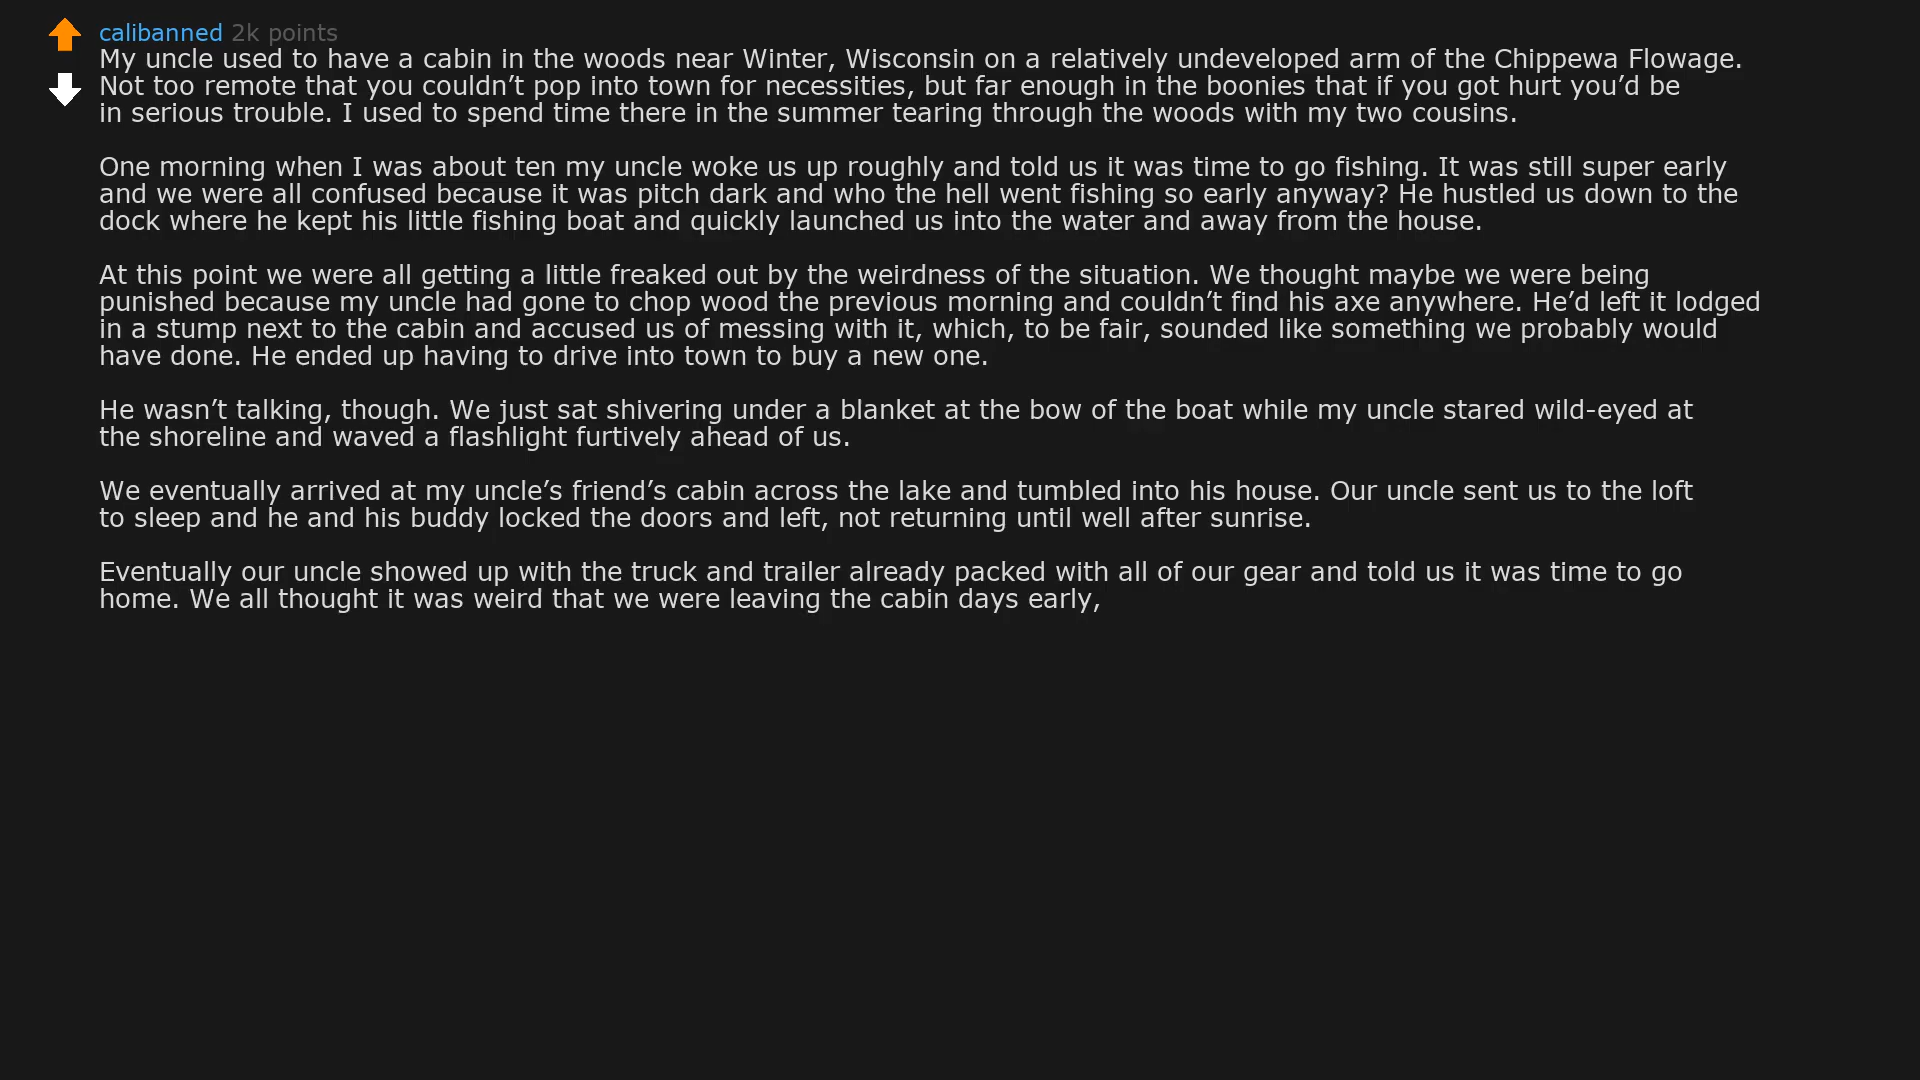 calibanned 2k points
My uncle used to have a cabin in the woods near Winter, Wisconsin on a relatively undeveloped arm of the Chippewa Flowage.
Not too remote that you couldn’t pop into town for necessities, but far enough in the boonies that if you got hurt you’d be
in serious trouble. I used to spend time there in the summer tearing through the woods with my two cousins.
One morning when I was about ten my uncle woke us up roughly and told us it was time to go fishing. It was still super early
and we were all confused because it was pitch dark and who the hell went fishing so early anyway? He hustled us down to the
dock where he kept his little fishing boat and quickly launched us into the water and away from the house.
At this point we were all getting a little freaked out by the weirdness of the situation. We thought maybe we were being
punished because my uncle had gone to chop wood the previous morning and couldn’t find his axe anywhere. He’d left it lodged
in a stump next to the cabin and accused us of messing with it, which, to be fair, sounded like something we probably would
have done. He ended up having to drive into town to buy a new one.
He wasn’t talking, though. We just sat shivering under a blanket at the bow of the boat while my uncle stared wild-eyed at
the shoreline and waved a flashlight furtively ahead of us.
We eventually arrived at my uncle’s friend’s cabin across the lake and tumbled into his house. Our uncle sent us to the loft
to sleep and he and his buddy locked the doors and left, not returning until well after sunrise.
Eventually our uncle showed up with the truck and trailer already packed with all of our gear and told us it was time to go
home. We all thought it was weird that we were leaving the cabin days early,